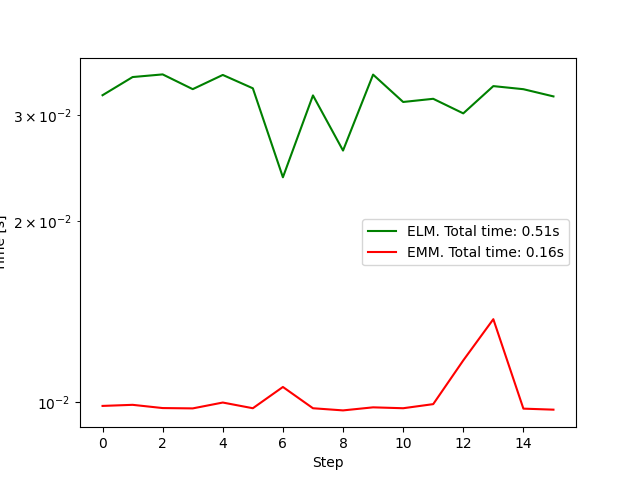 3 × 10⁻²
2 × 10⁻²
10⁻²
ELM. Total time: 0.51s
EMM. Total time: 0.16s
0 2 4 6 8 10 12 14
Step